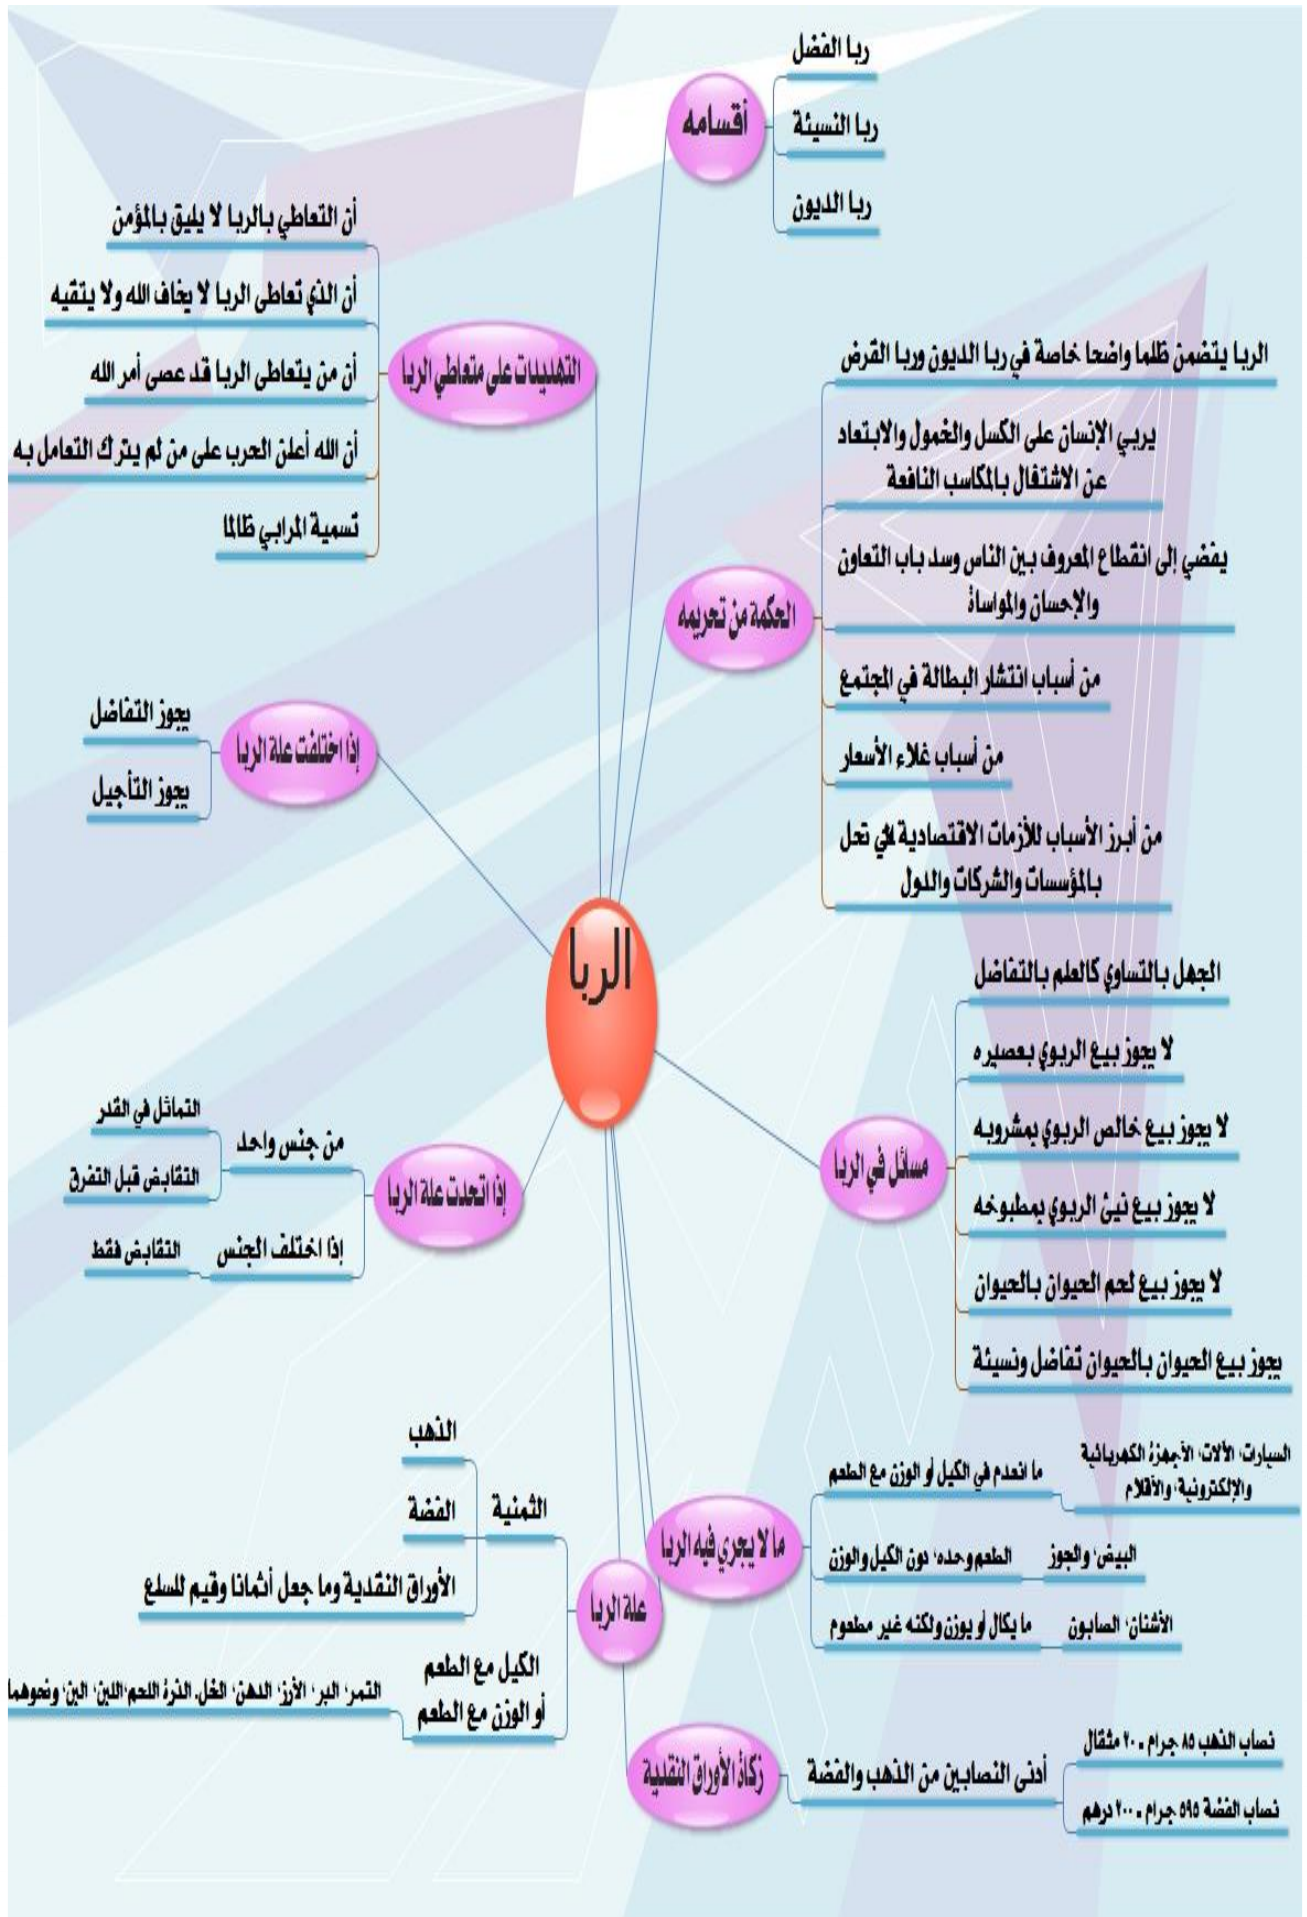 الربا
أقسامه
ربا الفضل
ربا النسيئة
ربا الديون
الحكمة من تحريمه
الربا يتضمن ظلما واضحا خاصة في ربا الديون وربا القرض
يربي الإنسان على الكسل والخمول والابتعاد
عن الاشتغال بالمكاسب النافعة
يفضي إلى انقطاع المعروف بين الناس وسد باب التعاون
والإحسان والمواساة
من أسباب انتشار البطالة في المجتمع
من أسباب غلاء الأسعار
من أبرز الأسباب للأزمات الاقتصادية التي تحل
بالمؤسسات والشركات والدول
مسائل في الربا
الجهل بالتساوي كالعلم بالتفاضل
لا يجوز بيع الربوي بعصيره
لا يجوز بيع خالص الربوي بمشروبه
لا يجوز بيع نيئ الربوي بمطبوخه
لا يجوز بيع لحم الحيوان بالحيوان
يجوز بيع الحيوان بالحيوان تفاضل ونسيئة
ما لا يجري فيه الربا
ما انعدم في الكيل أو الوزن مع الطعم
السيارات، الآلات، الأجهزة الكهربائية
والإلكترونية، والأقلام
الطعم وحده، دون الكيل والوزن
البيض، والجوز
ما يكال أو يوزن ولكنه غير مطعوم
الأشنان، الصابون
زكاة الأوراق النقدية
أدنى النصابين من الذهب والفضة
نصاب الذهب ٨٥ جرام - ٢٠ مثقال
نصاب الفضة ٥٩٥ جرام - ٢٠٠ درهم
علة الربا
الثمنية
الذهب
الفضة
الأوراق النقدية وما جعل أثمانا وقيم للسلع
الكيل مع الطعم
أو الوزن مع الطعم
التمر، البر، الأرز، الدهن، الخل. الذرة اللحم، اللبن، البن، ونحوهما
إذا اتحدت علة الربا
من جنس واحد
التماثل في القدر
التقابض قبل التفرق
إذا اختلف الجنس
التقابض فقط
إذا اختلفت علة الربا
يجوز التفاضل
يجوز التأجيل
التهديدات على متعاطي الربا
أن التعاطي بالربا لا يليق بالمؤمن
أن الذي تعاطى الربا لا يخاف الله ولا يتقيه
أن من يتعاطى الربا قد عصى أمر الله
أن الله أعلن الحرب على من لم يترك التعامل به
تسمية المرابي ظالما